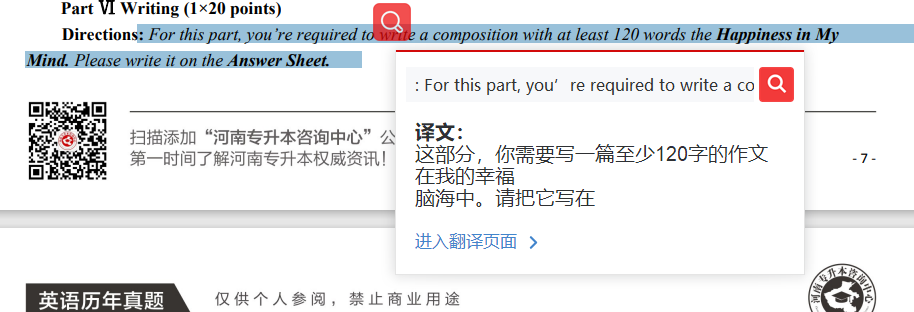 Part Ⅵ Writing (1×20 points)
Directions: For this part, you're required to write a composition with at least 120 words the Happiness in My
Mind. Please write it on the Answer Sheet.
: For this part, you' re required to write a co
译文：
这部分，你需要写一篇至少120字的作文
在我的幸福
脑海中。请把它写在
进入翻译页面
扫描添加“河南专升本咨询中心”公
第一时间了解河南专升本权威资讯！
- 7 -
英语历年真题
仅供个人参阅，禁止商业用途
河南专升本咨询中心